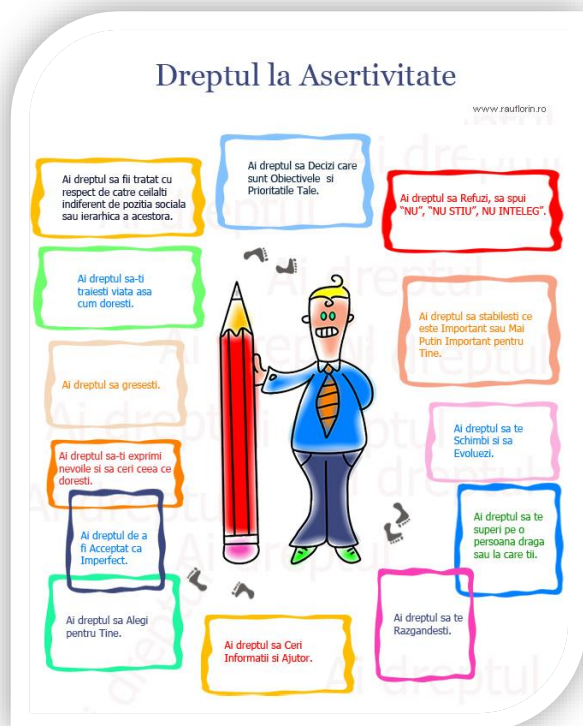 Dreptul la Asertivitate
www.rauflorin.ro
Ai dreptul sa fii tratat cu
respect de catre ceilalti
indiferent de pozitia sociala
sau ierarhica a acestora.
Ai dreptul sa Decizi care
sunt Obiectivele si
Prioritatile Tale.
Ai dreptul sa Refuzi, sa spui
“NU”, “NU STIU”, NU INTELEG”.
Ai dreptul sa-ti
traiesti viata asa
cum doresti.
Ai dreptul sa stabilesti ce
este Important sau Mai
Putin Important pentru
Tine.
Ai dreptul sa gresesti.
Ai dreptul sa te
Schimbi si sa
Evoluezi.
Ai dreptul sa-ti exprimi
nevoile si sa ceri ceea ce
doresti.
Ai dreptul de a
fi Acceptat ca
Imperfect.
Ai dreptul sa te
superi pe o
persoana draga
sau la care tii.
Ai dreptul sa Alegi
pentru Tine.
Ai dreptul sa Ceri
Informatii si Ajutor.
Ai dreptul sa te
Razgandesti.